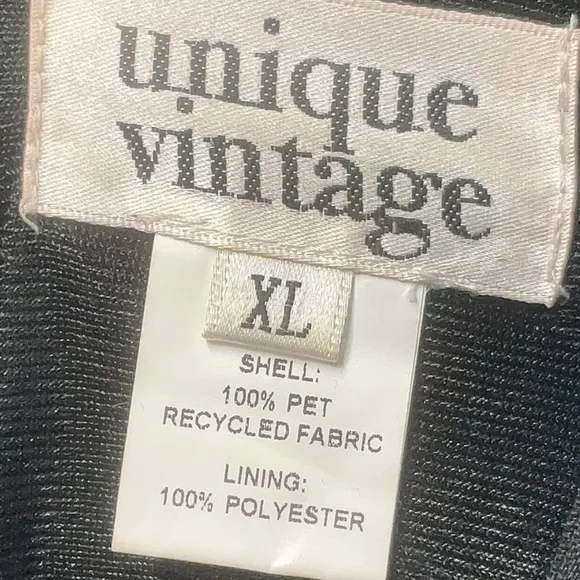 unique
vintage
XL
SHELL:
100% PET
RECYCLED FABRIC
LINING:
100% POLYESTER